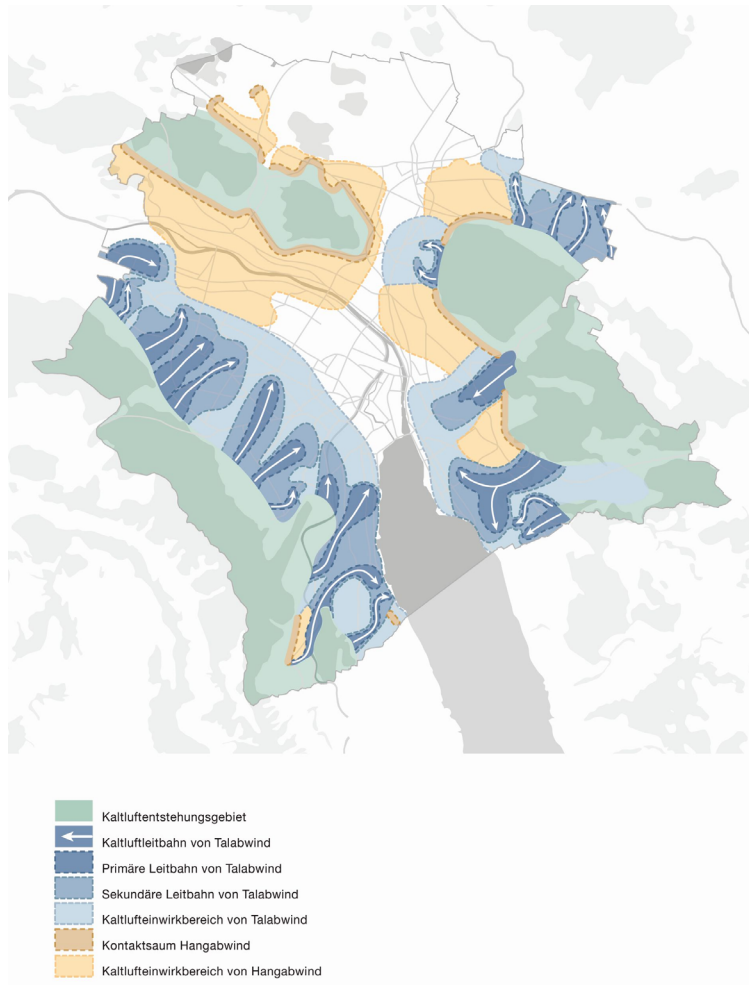 Kaltluftentstehungsgebiet
Kaltluftleitbahn von Talabwind
Primäre Leitbahn von Talabwind
Sekundäre Leitbahn von Talabwind
Kaltlufteinwirkbereich von Talabwind
Kontaktsaum Hangabwind
Kaltlufteinwirkbereich von Hangabwind